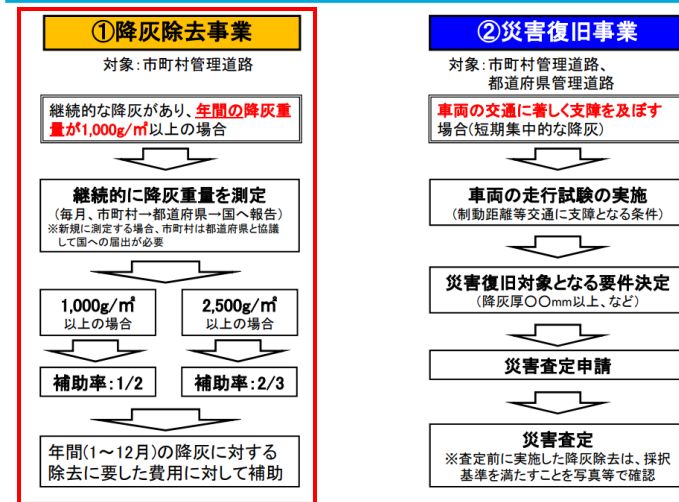 ①降灰除去事業
対象:市町村管理道路
継続的な降灰があり、年間の降灰重
量が1,000g/㎡以上の場合
継続的に降灰重量を測定
(毎月、市町村→都道府県→国へ報告)
※新規に測定する場合、市町村は都道府県と協議
して国への届出が必要
1,000g/㎡
以上の場合
2,500g/㎡
以上の場合
補助率:1/2
補助率:2/3
年間(1~12月)の降灰に対する
除去に要した費用に対して補助
②災害復旧事業
対象:市町村管理道路、
都道府県管理道路
車両の交通に著しく支障を及ぼす
場合(短期集中的な降灰)
車両の走行試験の実施
(制動距離等交通に支障となる条件)
災害復旧対象となる要件決定
(降灰厚〇〇mm以上、など)
災害査定申請
災害査定
※査定前に実施した降灰除去は、採択
基準を満たすことを写真等で確認